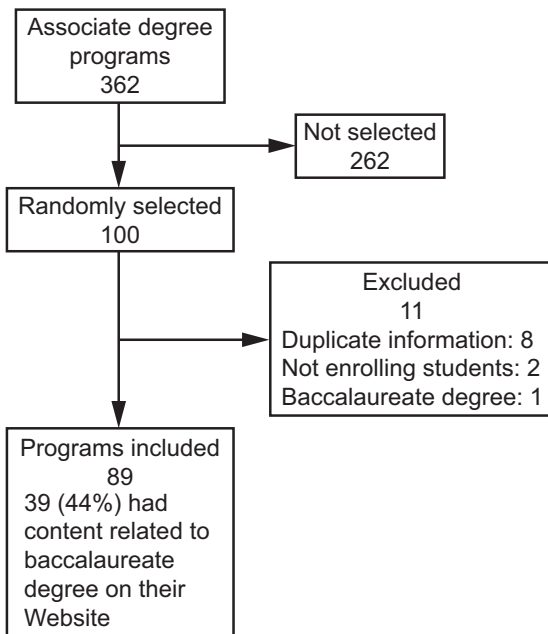 Associate degree
programs
362
Not selected
262
Randomly selected
100
Excluded
11
Duplicate information: 8
Not enrolling students: 2
Baccalaureate degree: 1
Programs included
89
39 (44%) had
content related to
baccalaureate
degree on their
Website